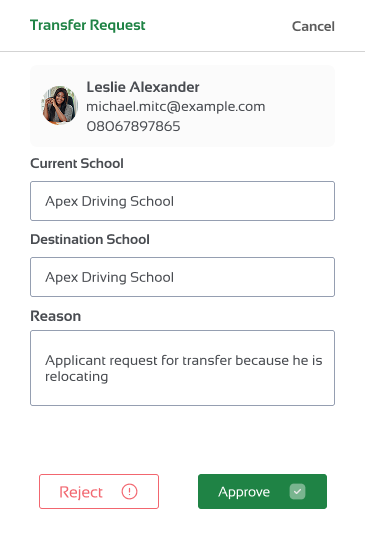 Transfer Request
Cancel
Leslie Alexander
michael.mitc@example.com
08067897865
Current School
Apex Driving School
Destination School
Apex Driving School
Reason
Applicant request for transfer because he is
relocating
Reject
Approve